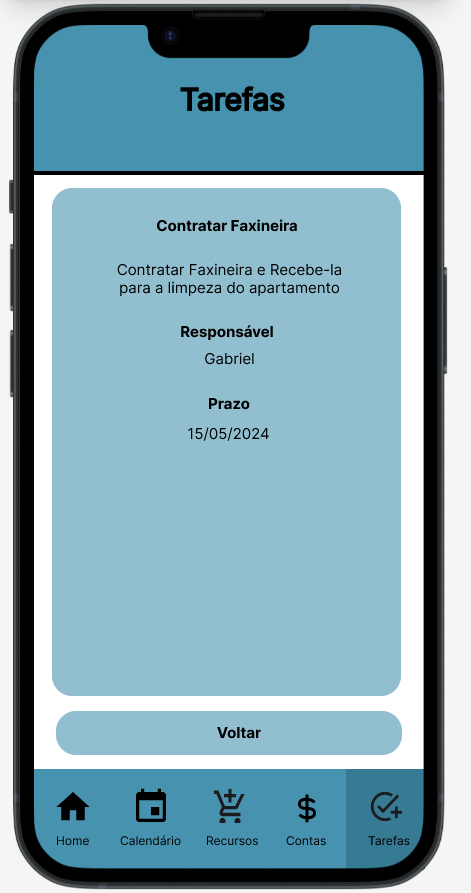 Tarefas
Contratar Faxineira
Contratar Faxineira e Recebe-la
para a limpeza do apartamento
Responsável
Gabriel
Prazo
15/05/2024
Voltar
Home
Calendário
Recursos
Contas
Tarefas